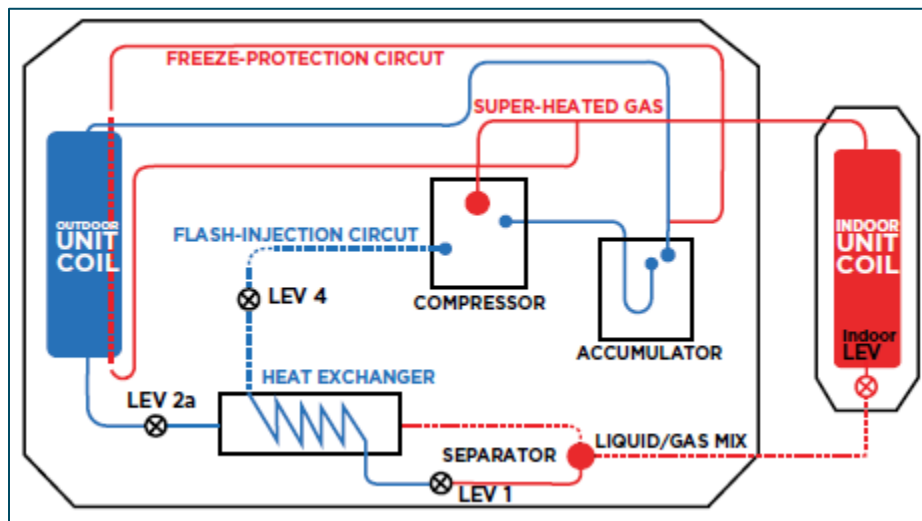 FREEZE-PROTECTION CIRCUT
SUPER-HEATED GAS
OUTDOOR
UNIT
COIL
INDOOR
UNIT
COIL
FLASH-INJECTION CIRCUT
LEV 4
COMPRESSOR
ACCUMULATOR
Indoor
LEV
HEAT EXCHANGER
LEV 2a
SEPARATOR
LIQUID/GAS MIX
LEV 1